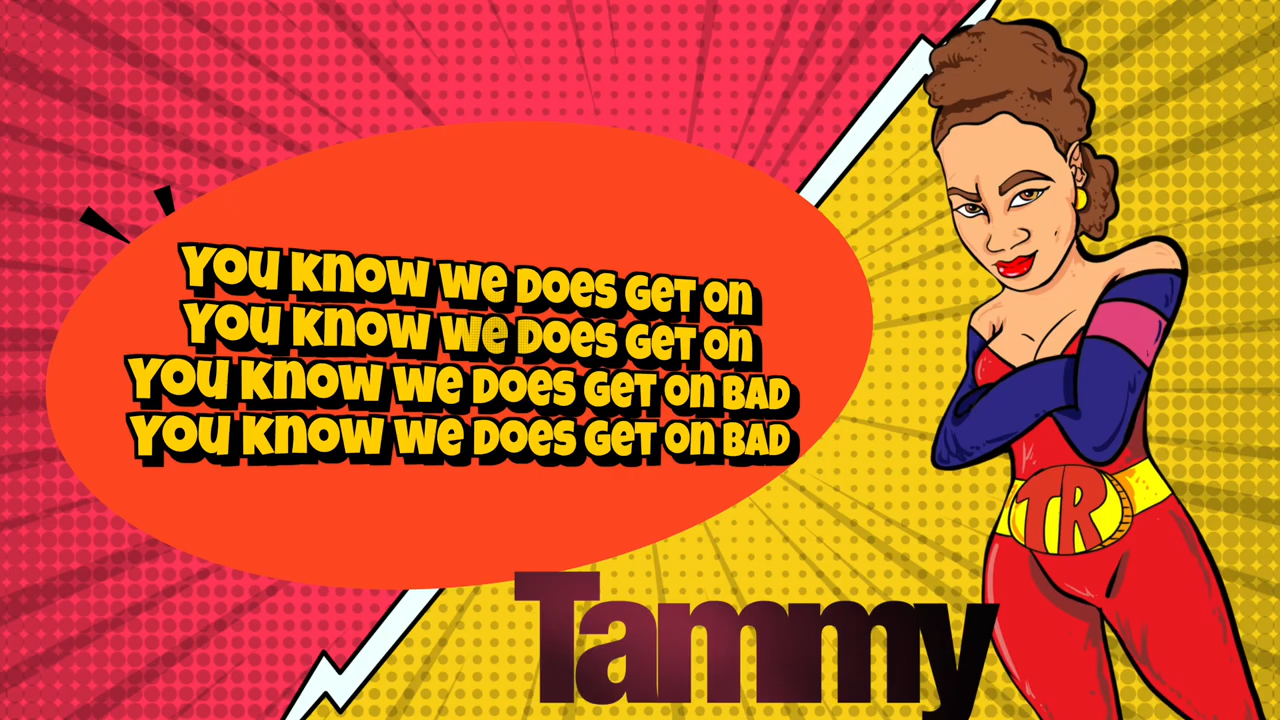 YOU KNOW WE DOES GET ON
YOU KNOW WE DOES GET ON
YOU KNOW WE DOES GET ON BAD
YOU KNOW WE DOES GET ON BAD
TR
Tammy